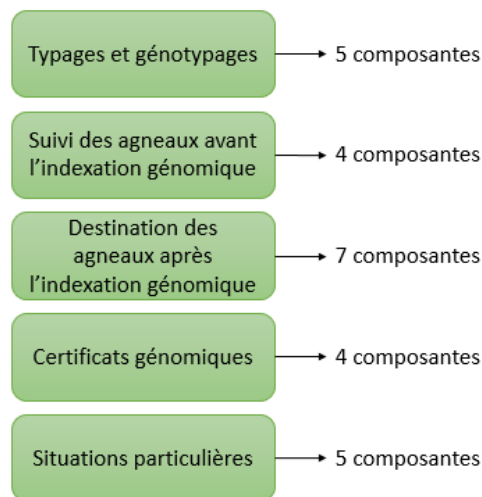 Typages et génotypages
5 composantes
Suivi des agneaux avant
l'indexation génomique
4 composantes
Destination des
agneaux après
l'indexation génomique
7 composantes
Certificats génomiques
4 composantes
Situations particulières
5 composantes